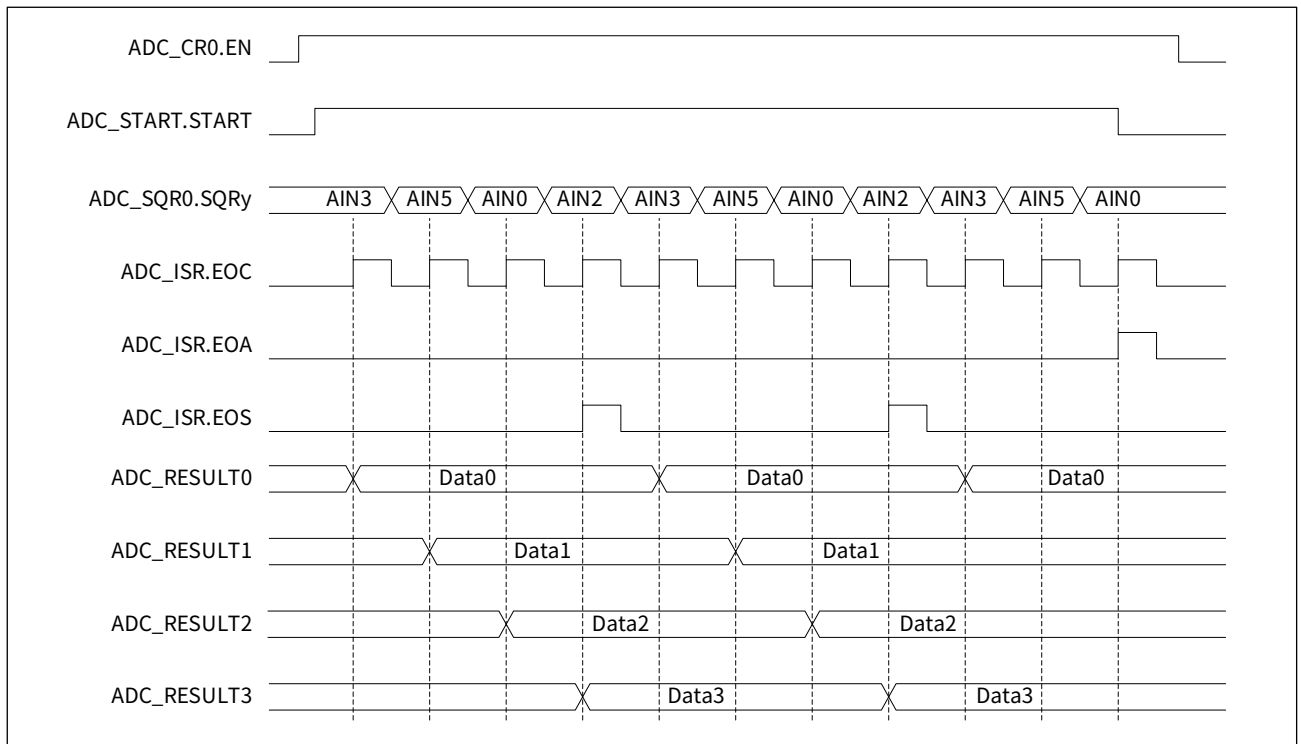 ADC_CR0.EN
ADC_START.START
ADC_SQR0.SQRy AIN3 AIN5 AIN0 AIN2 AIN3 AIN5 AIN0 AIN2 AIN3 AIN5 AIN0
ADC_ISR.EOC
ADC_ISR.EOA
ADC_ISR.EOS
ADC_RESULT0 Data0 Data0 Data0
ADC_RESULT1 Data1 Data1
ADC_RESULT2 Data2 Data2
ADC_RESULT3 Data3 Data3